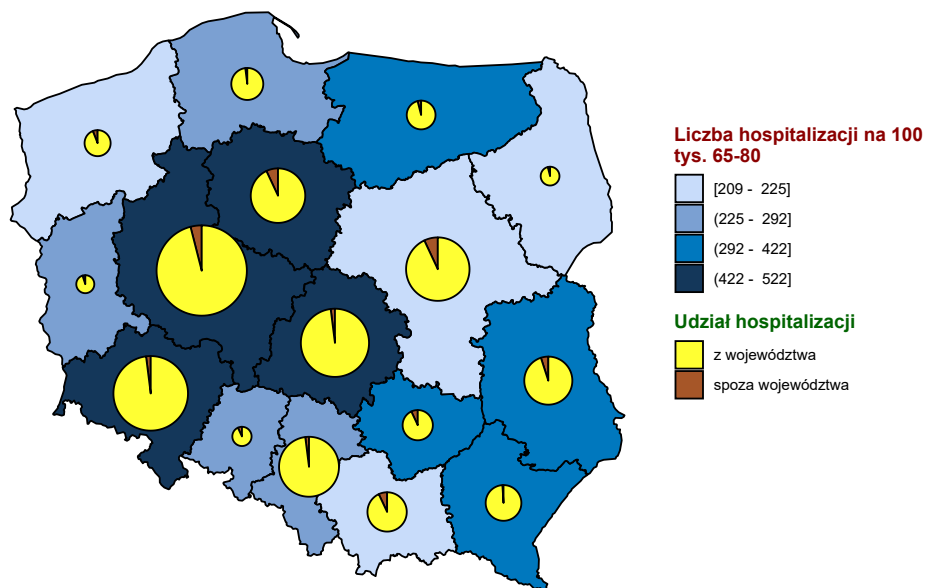 Liczba hospitalizacji na 100
tys. 65-80
[209 - 225]
(225 - 292]
(292 - 422]
(422 - 522]
Udział hospitalizacji
z województwa
spoza województwa